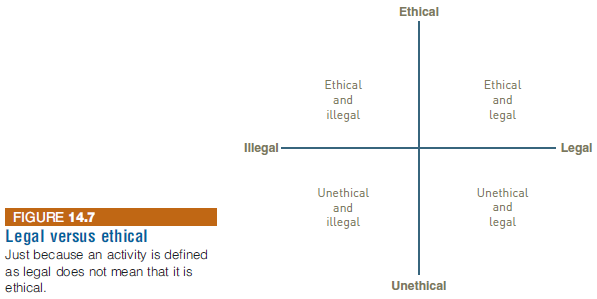 Ethical
Ethical
and
illegal
Ethical
and
legal
Illegal
Legal
Unethical
and
illegal
Unethical
and
legal
Unethical
FIGURE 14.7
Legal versus ethical
Just because an activity is defined
as legal does not mean that it is
ethical.